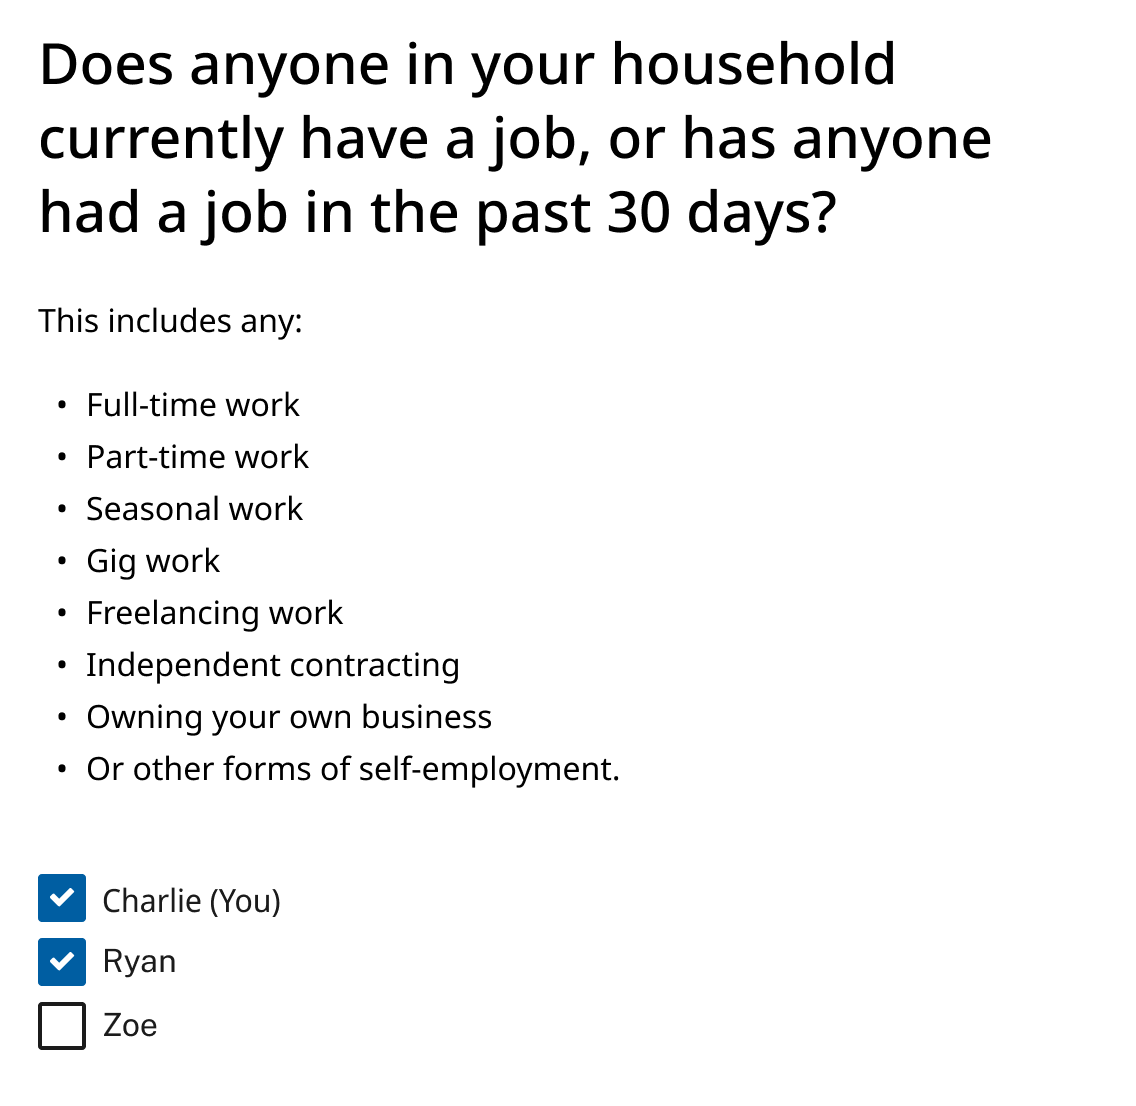 Does anyone in your household
currently have a job, or has anyone
had a job in the past 30 days?
This includes any:
• Full-time work
• Part-time work
• Seasonal work
• Gig work
• Freelancing work
• Independent contracting
• Owning your own business
• Or other forms of self-employment.
Charlie (You)
Ryan
Zoe